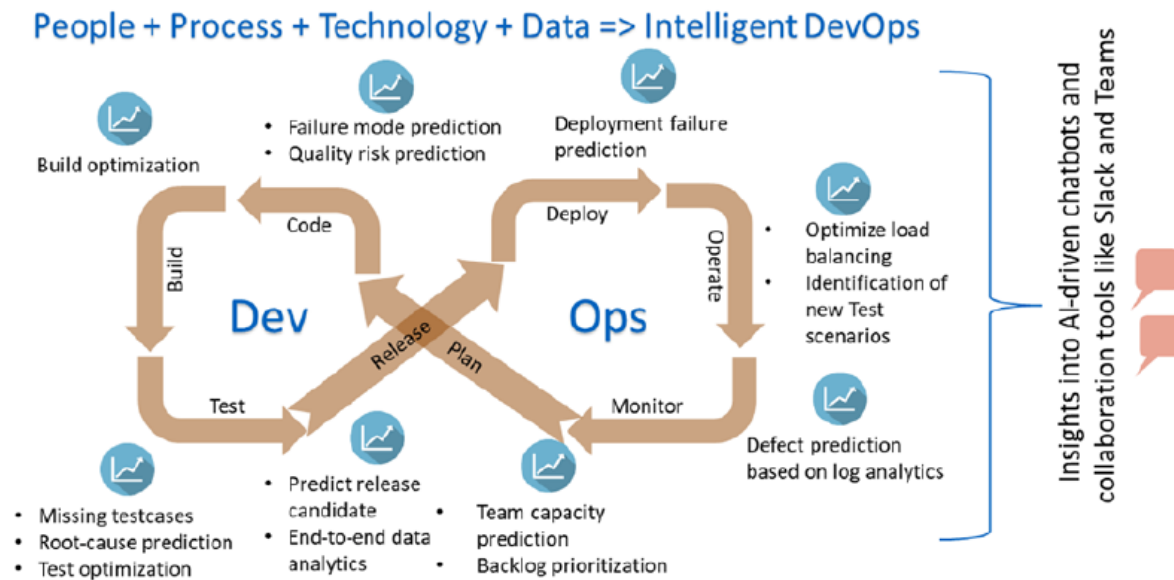 People + Process + Technology + Data => Intelligent DevOps
Build optimization
• Failure mode prediction
• Quality risk prediction
Deployment failure
prediction
Code
Build
Test
Dev
Release
Plan
Ops
Deploy
Operate
Monitor
• Optimize load
balancing
• Identification of
new Test
scenarios
Defect prediction
based on log analytics
• Missing testcases
• Root-cause prediction
• Test optimization
• Predict release
candidate
• End-to-end data
analytics
• Team capacity
prediction
• Backlog prioritization
Insights into AI-driven chatbots and
collaboration tools like Slack and Teams